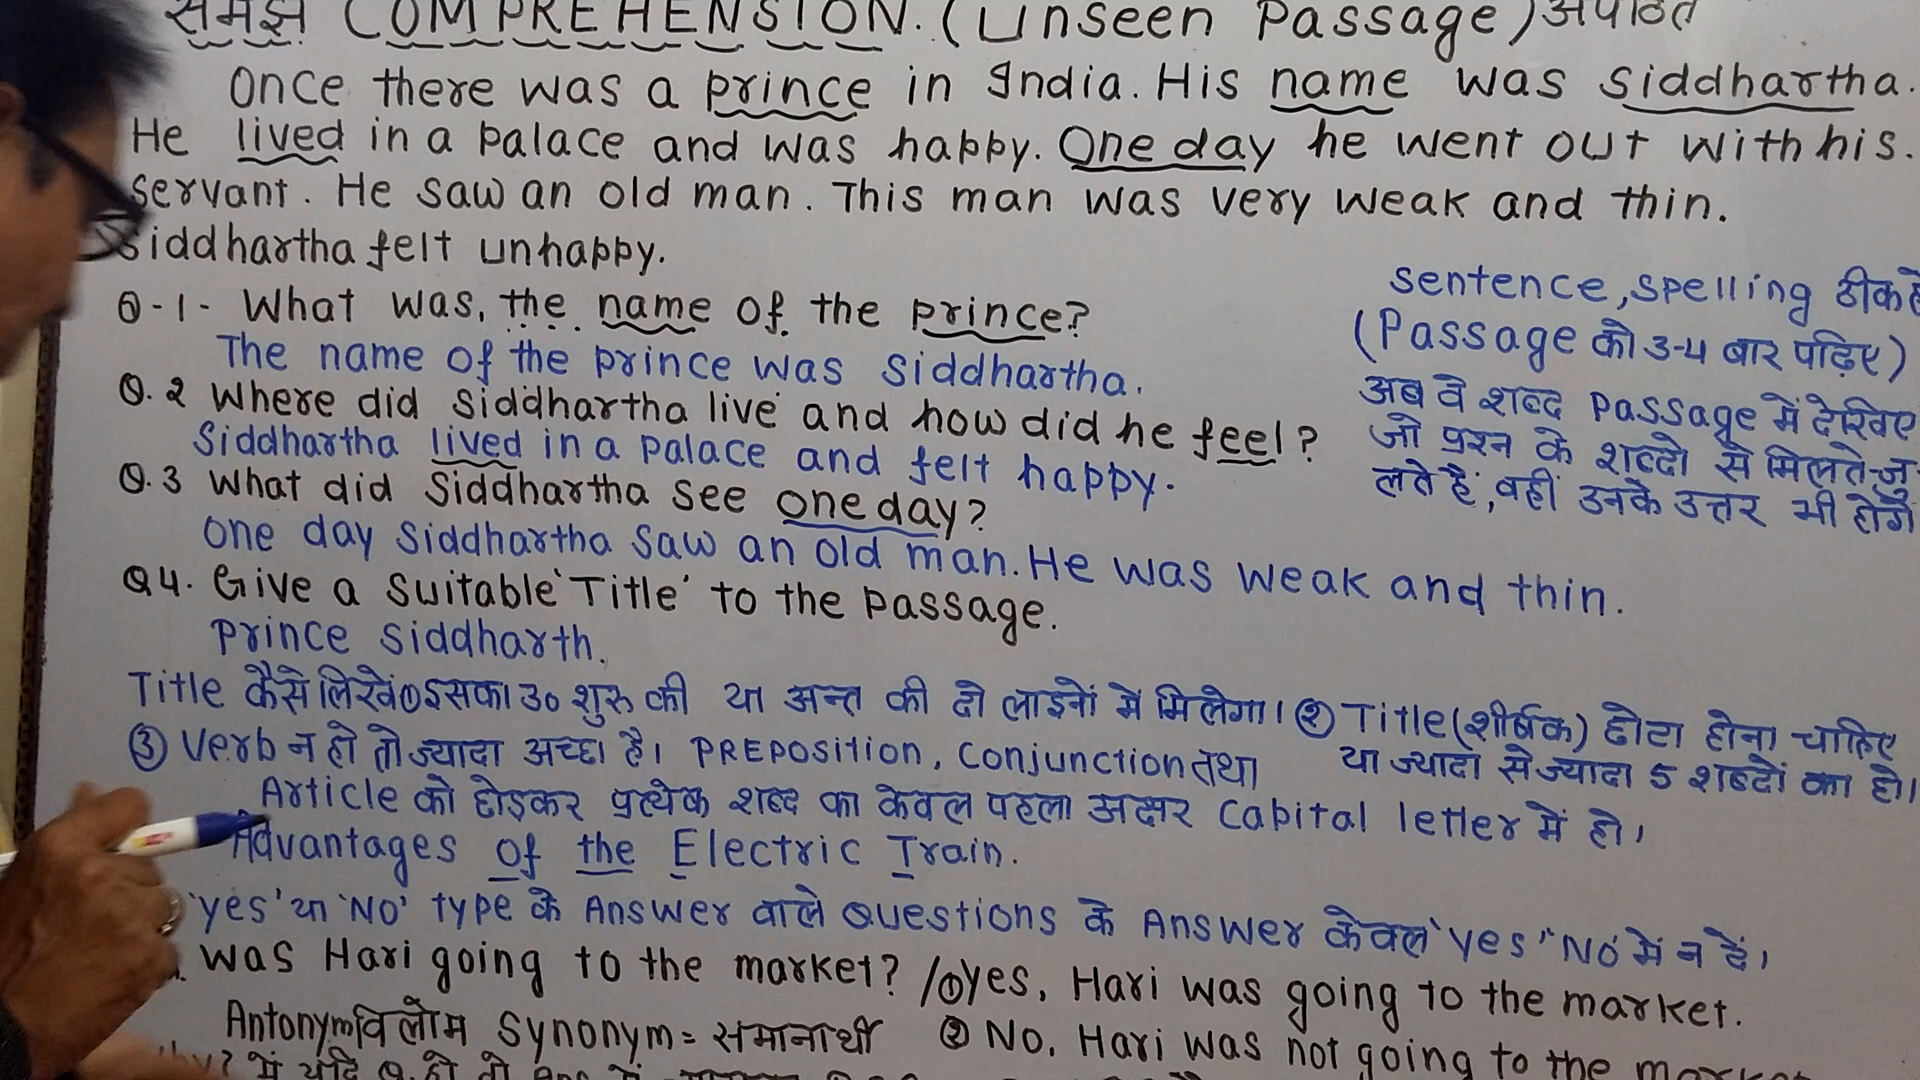 समझ COMPREHENSION. (Unseen Passage) अपठित
Once there was a prince in India. His name was Siddhartha.
He lived in a palace and was happy. One day he went out with his.
servant. He saw an old man. This man was very weak and thin.
Siddhartha felt unhappy.
sentence, spelling ठीक है
Q-1- What was, the name of the prince?
(Passage को 3-4 बार पढ़िए)
The name of the prince was Siddhartha.
अब वे शब्द Passage में देखिए
Q.2 Where did Siddhartha live and how did he feel?
जो प्रश्न के शब्दों से मिलते-जु
Siddhartha lived in a palace and felt happy.
लते हैं, वहीं उनके उत्तर भी होंगे
Q.3 What did Siddhartha see one day?
One day Siddhartha saw an old man. He was weak and thin.
Q4. Give a suitable 'Title' to the passage.
Prince Siddharth.
Title कैसे लिखें ① इसका उ० शुरू की या अन्त की दो लाइनों में मिलेगा। ② Title (शीर्षक) छोटा होना चाहिए
या ज्यादा से ज्यादा 5 शब्दों का हो।
③ Verb न हो तो ज्यादा अच्छा है। PREPOSITION, Conjunction तथा
Article को छोड़कर प्रत्येक शब्द का केवल पहला अक्षर Capital letter में हो।
Advantages of the Electric Train.
'yes' या 'No' type के Answer वाले Questions के Answer केवल 'yes' 'No' में न दें।
Was Hari going to the market? / ① Yes, Hari was going to the market.
Antonym विलोम Synonym = समानार्थी ② No, Hari was not going to the market
में यदि Q. हो तो Ans में